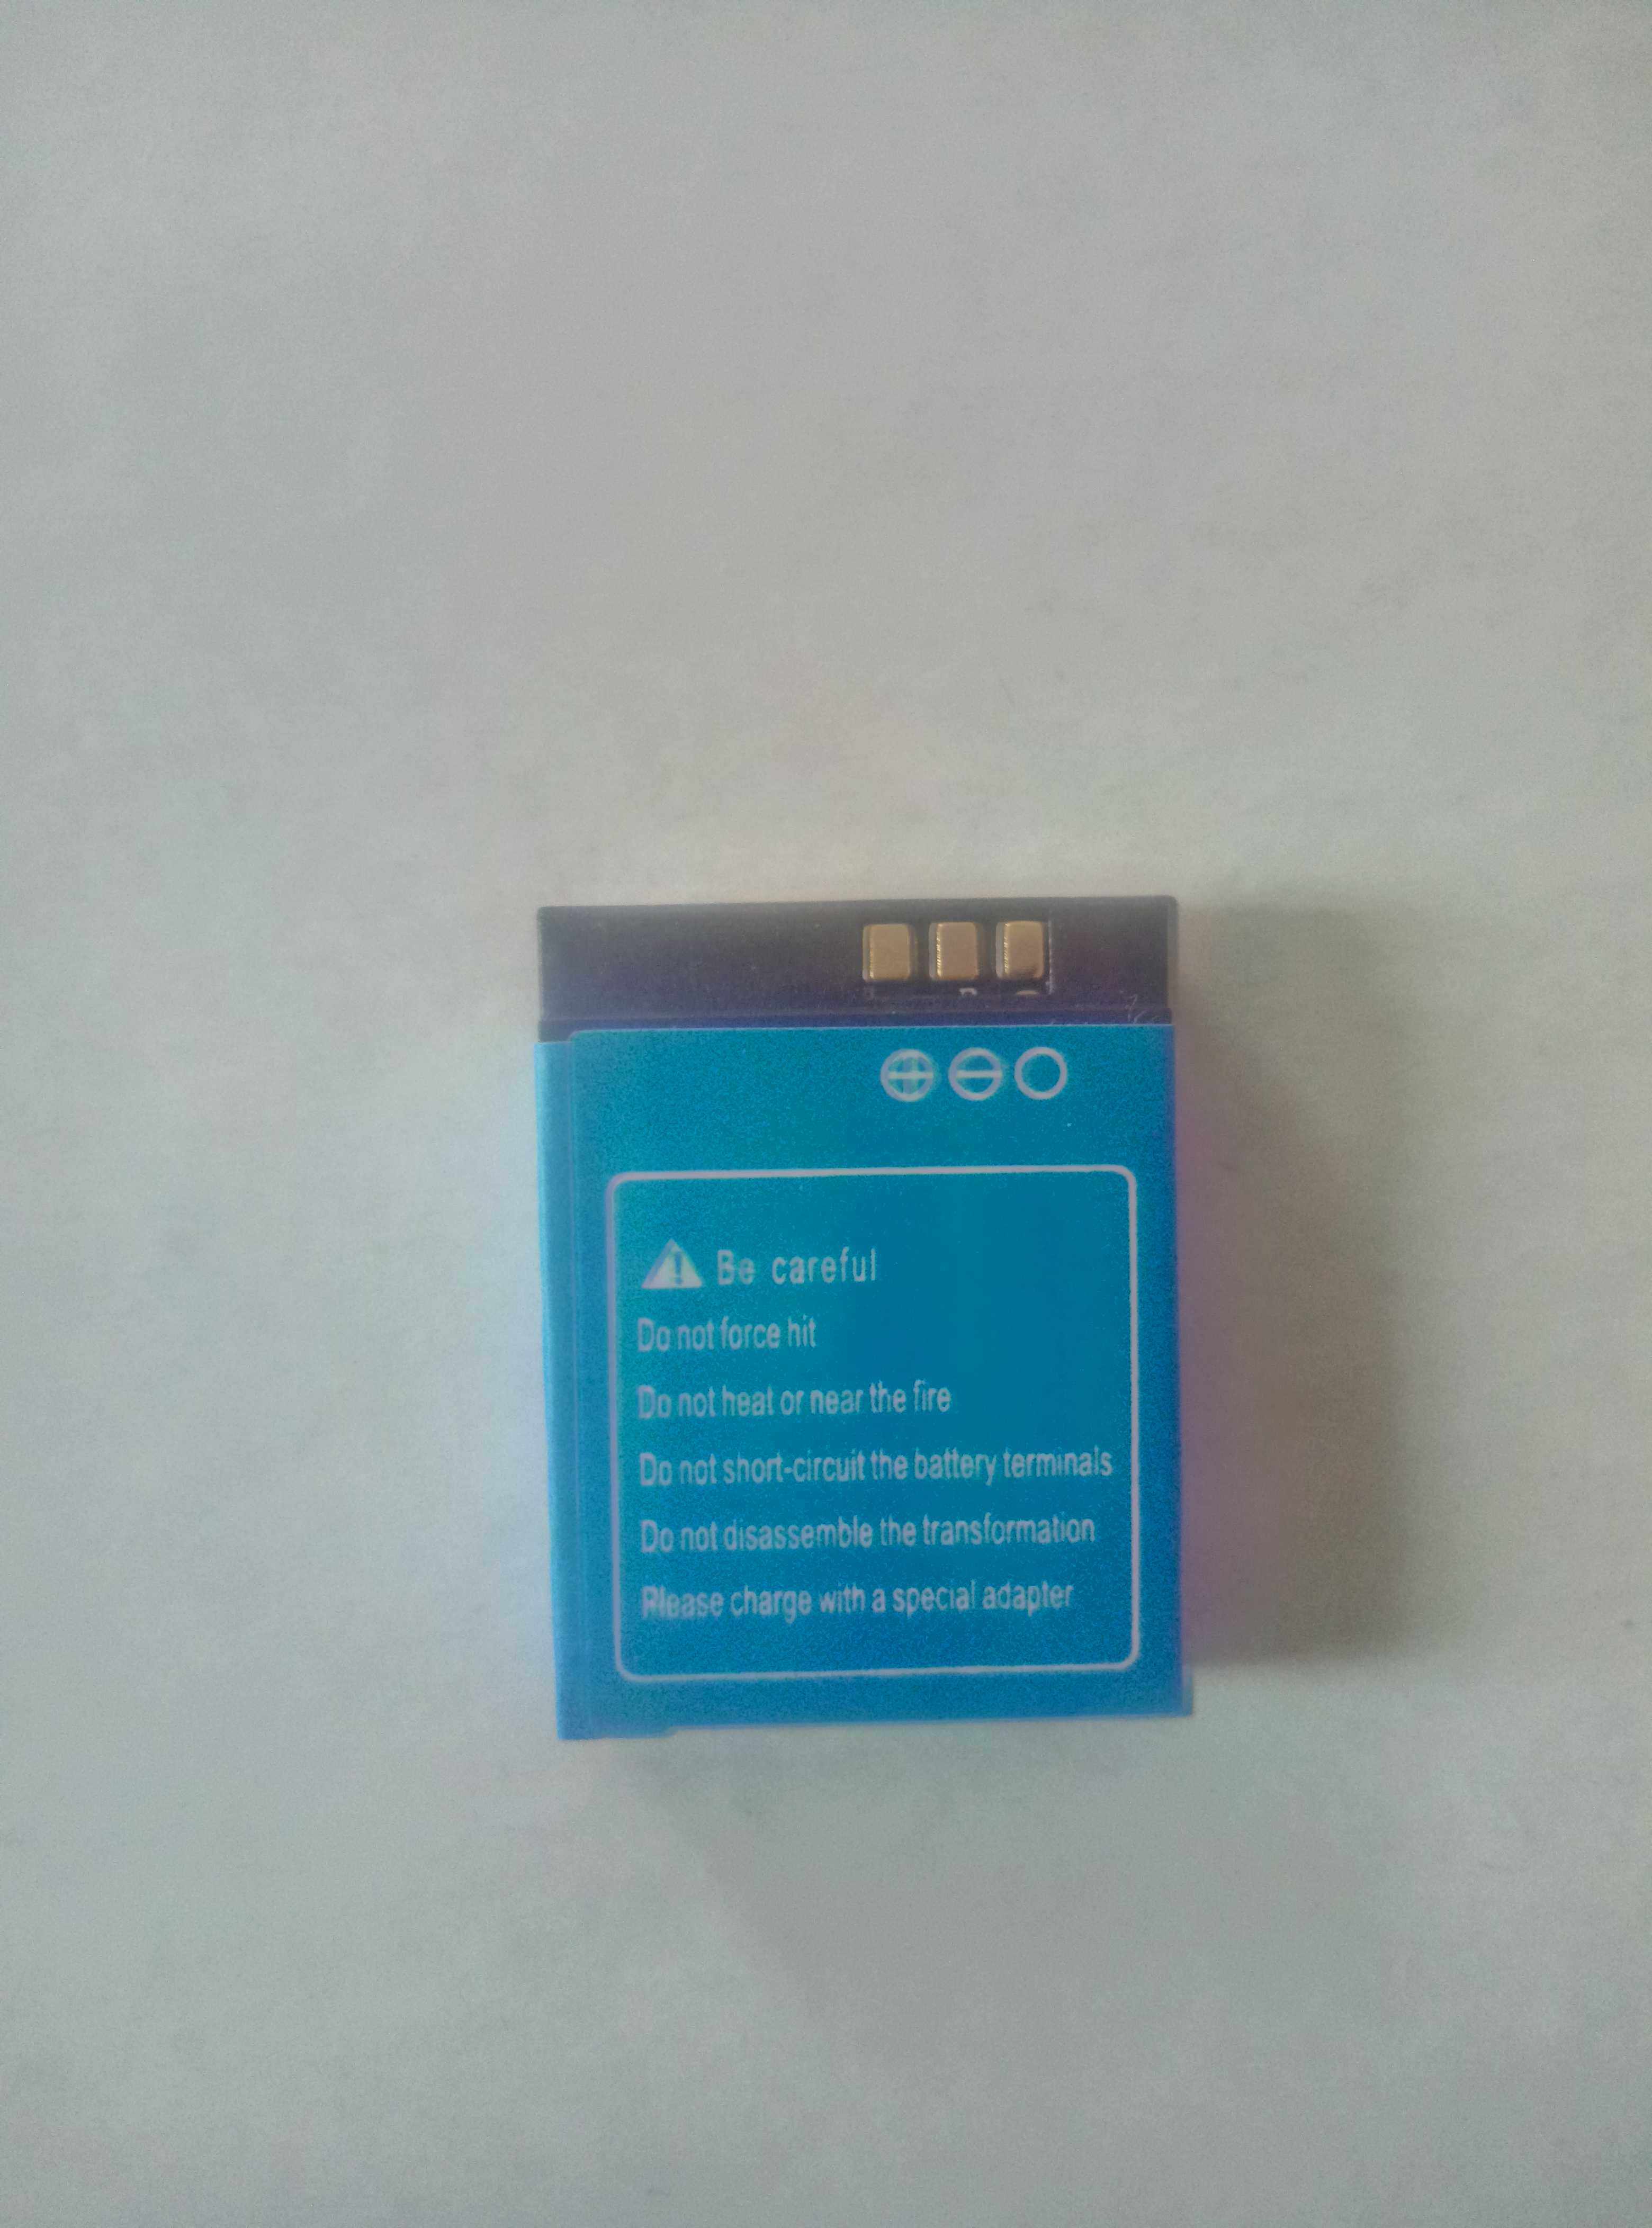 Be careful
Do not force hit
Do not heat or near the fire
Do not short-circuit the battery terminals
Do not disassemble the transformation
Please charge with a special adapter